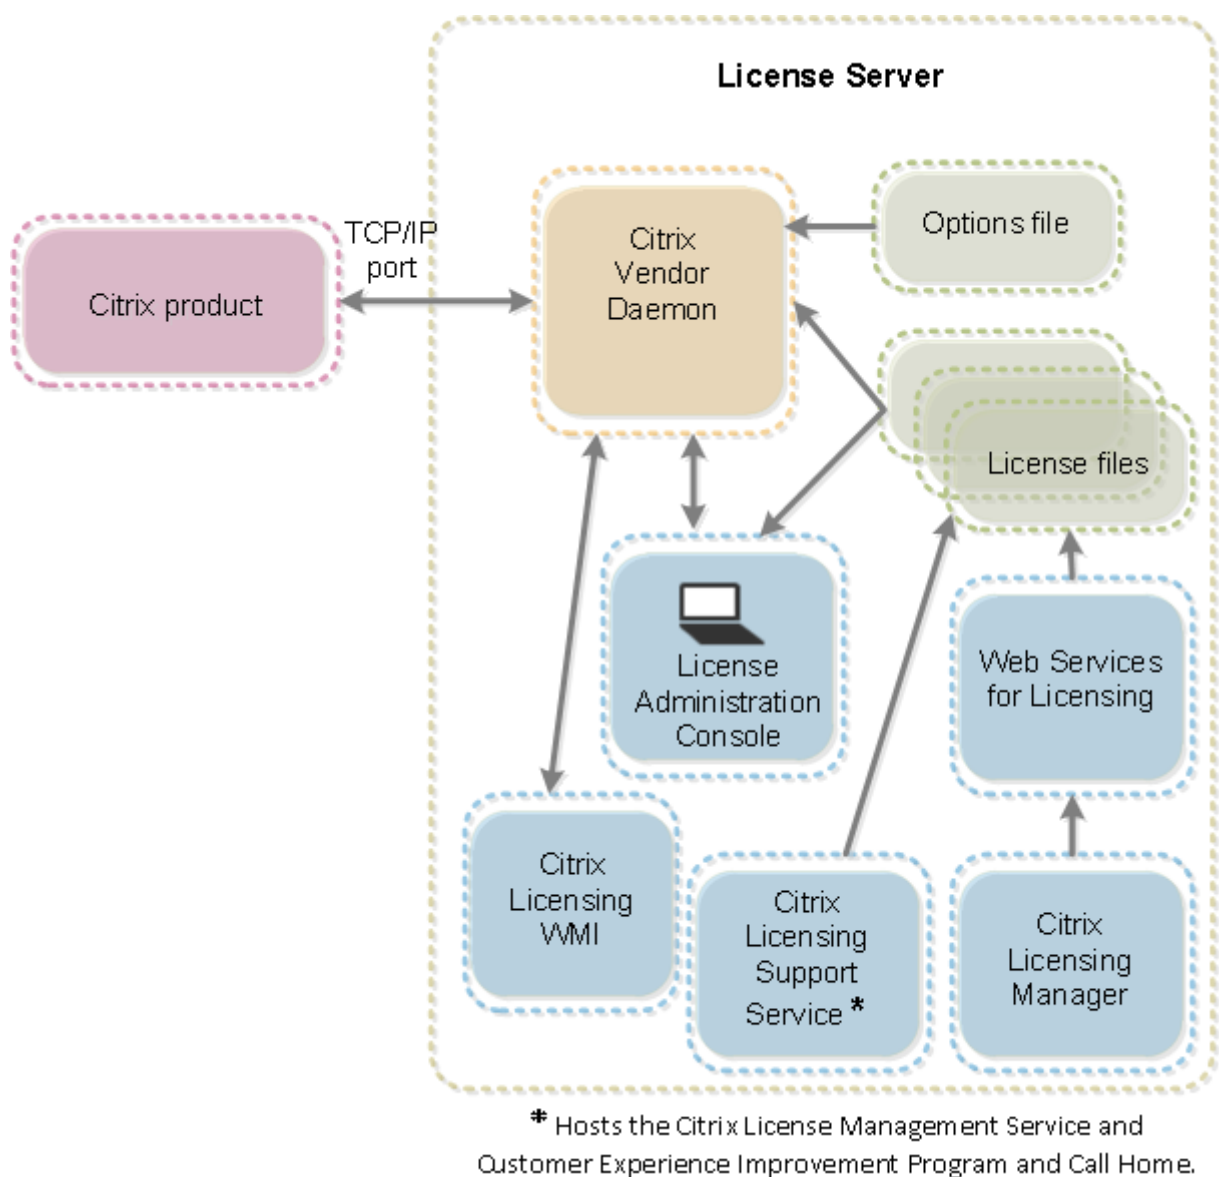 License Server
TCP/IP
port
Citrix product
Citrix
Vendor
Daemon
Options file
License files
License
Administration
Console
Web Services
for Licensing
Citrix
Licensing
WMI
Citrix
Licensing
Support
Service *
Citrix
Licensing
Manager
* Hosts the Citrix License Management Service and
Customer Experience Improvement Program and Call Home.